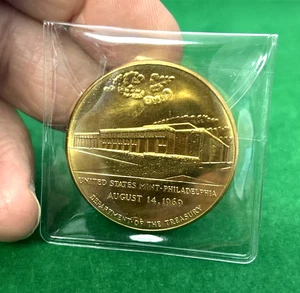 UNITED STATES MINT-PHILADELPHIA
AUGUST 14, 1969
DEPARTMENT OF THE TREASURY